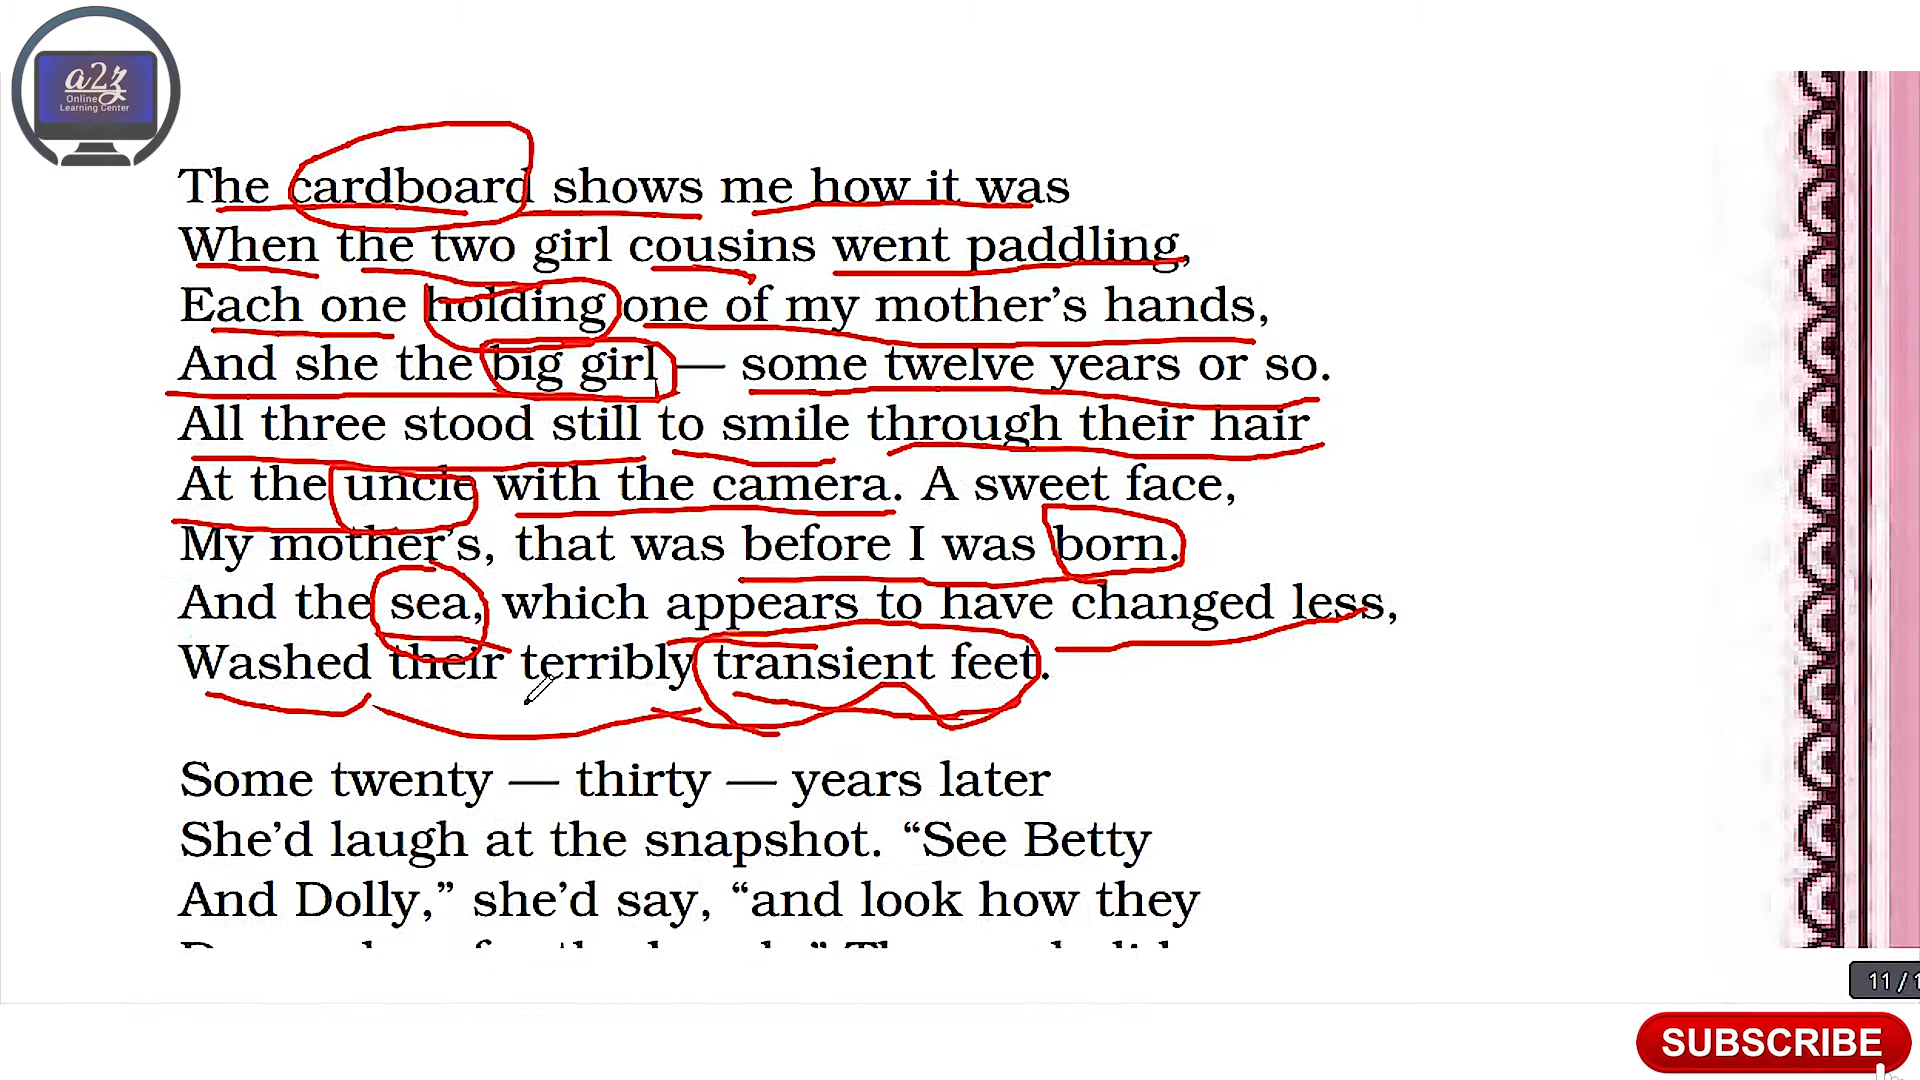 a2z
Online
Learning Center
The cardboard shows me how it was
When the two girl cousins went paddling,
Each one holding one of my mother’s hands,
And she the big girl — some twelve years or so.
All three stood still to smile through their hair
At the uncle with the camera. A sweet face,
My mother’s, that was before I was born.
And the sea, which appears to have changed less,
Washed their terribly transient feet.
Some twenty — thirty — years later
She’d laugh at the snapshot. “See Betty
And Dolly,” she’d say, “and look how they
11 / 1
SUBSCRIBE